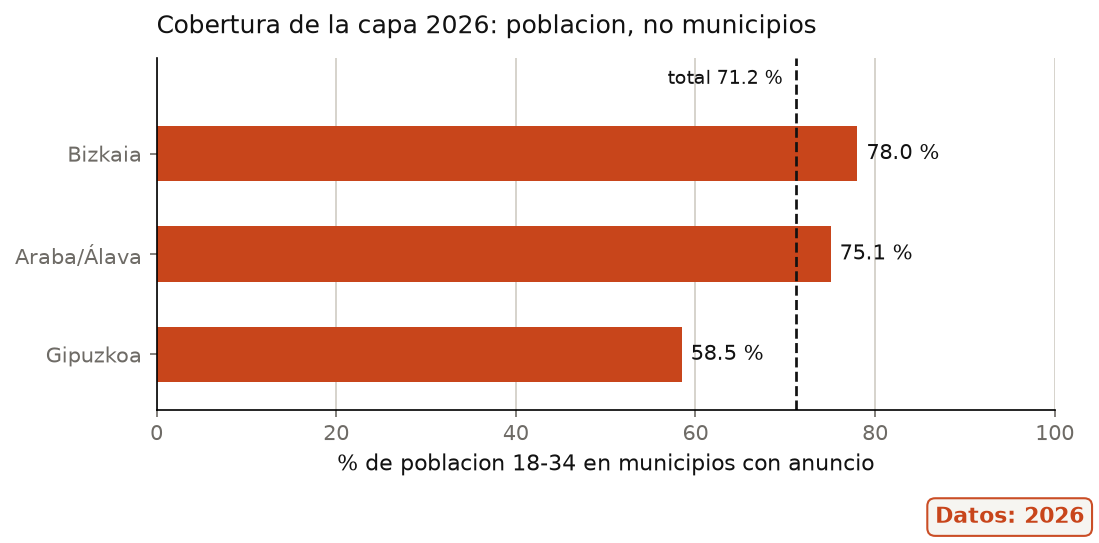 Cobertura de la capa 2026: poblacion, no municipios
total 71.2 %
Bizkaia
78.0 %
Araba/Álava
75.1 %
Gipuzkoa
58.5 %
0 20 40 60 80 100
% de poblacion 18-34 en municipios con anuncio
Datos: 2026